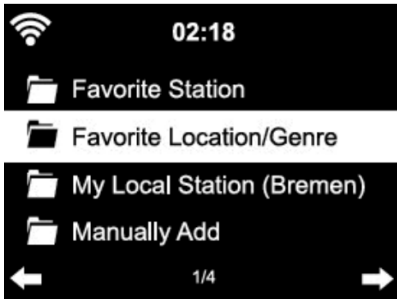 02:18
Favorite Station
Favorite Location/Genre
My Local Station (Bremen)
Manually Add
1/4